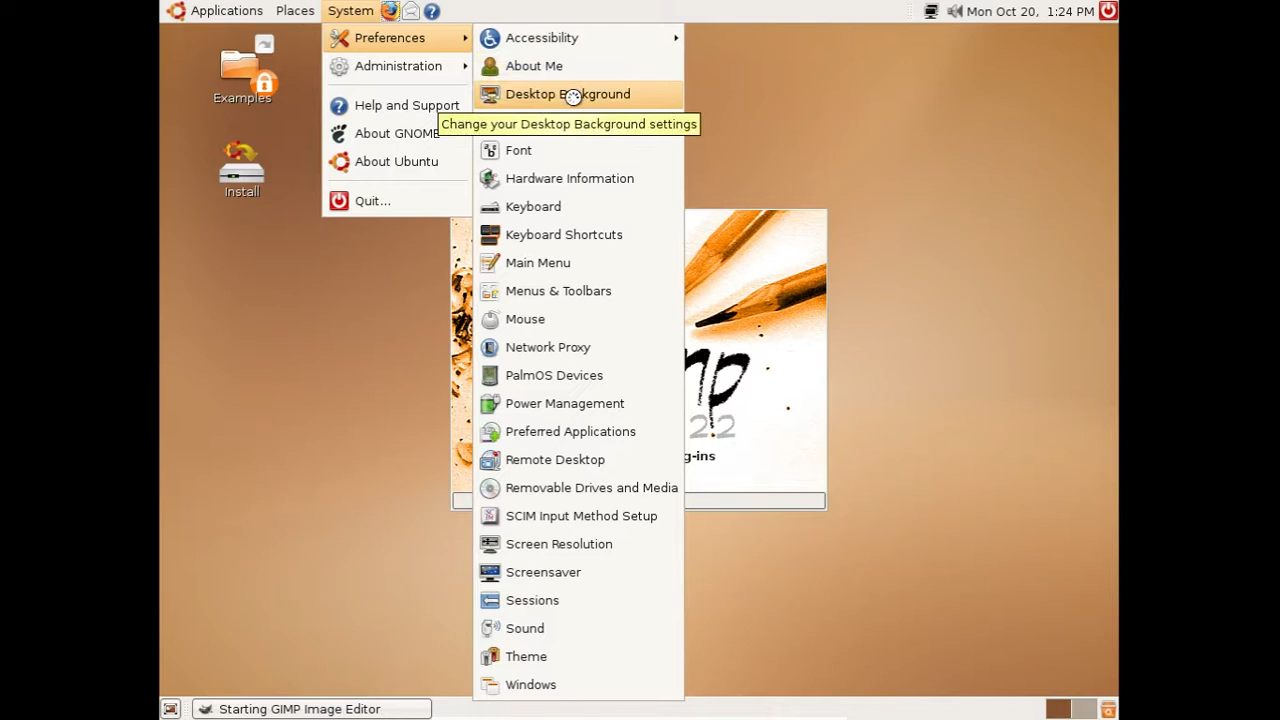 Applications Places System Mon Oct 20, 1:24 PM
Examples
Install
Preferences
Administration
Help and Support
About GNOME
About Ubuntu
Quit...
Accessibility
About Me
Desktop Background
Change your Desktop Background settings
Font
Hardware Information
Keyboard
Keyboard Shortcuts
Main Menu
Menus & Toolbars
Mouse
Network Proxy
PalmOS Devices
Power Management
Preferred Applications
Remote Desktop
Removable Drives and Media
SCIM Input Method Setup
Screen Resolution
Screensaver
Sessions
Sound
Theme
Windows
mp
2.2
g-ins
Starting GIMP Image Editor